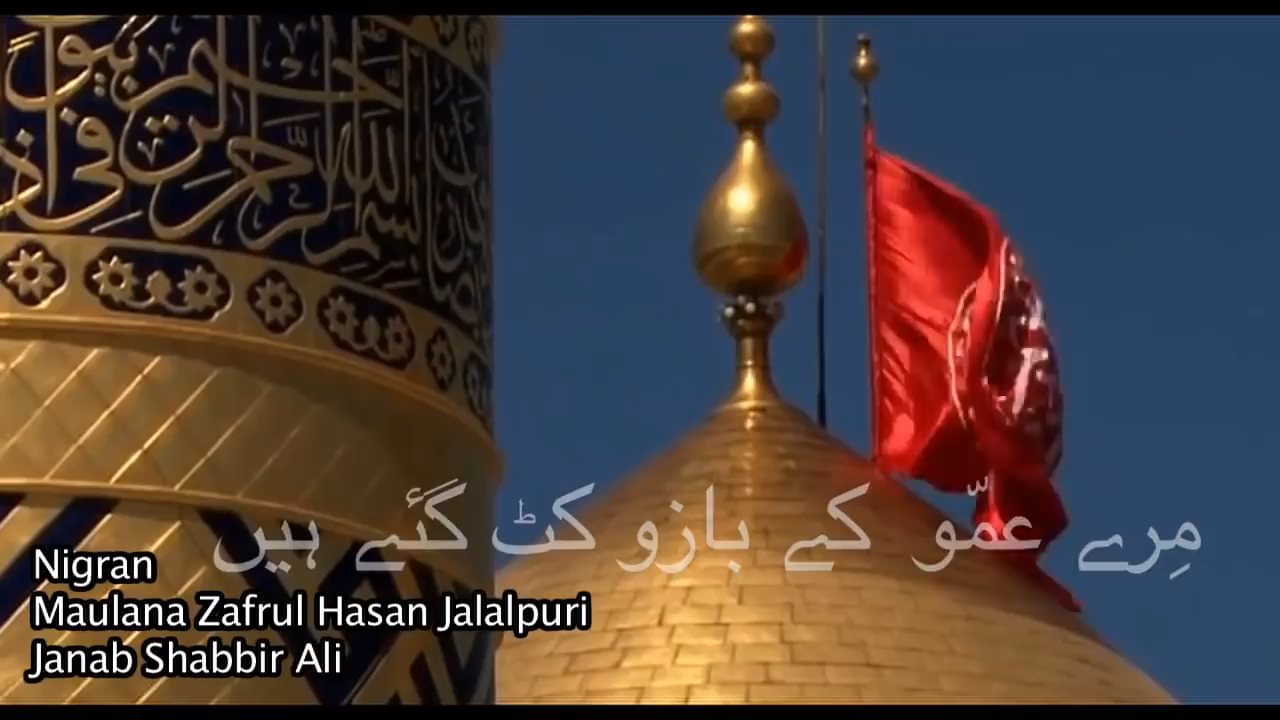 بسم الله الرحمن الرحيم
في
مِرے عمّو کے بازو کٹ گئے ہیں
Nigran
Maulana Zafrul Hasan Jalalpuri
Janab Shabbir Ali